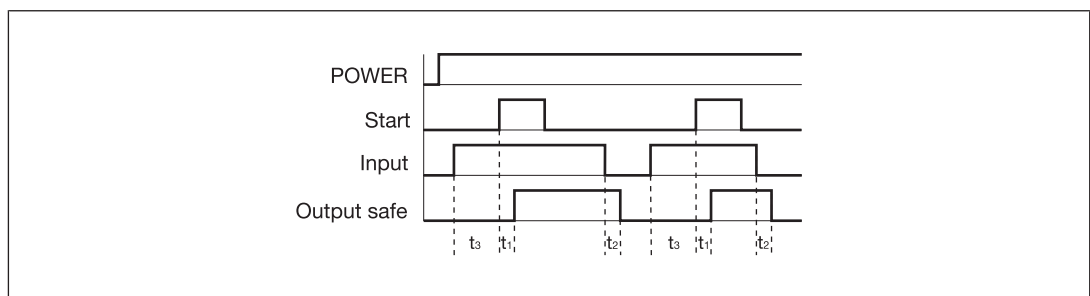 POWER
Start
Input
Output safe
t₃ t₁ t₂ t₃ t₁ t₂